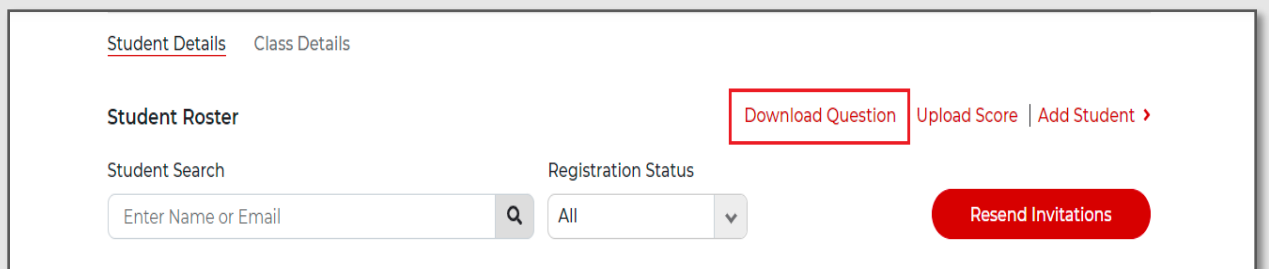 Student Details Class Details
Student Roster Download Question Upload Score | Add Student >
Student Search Registration Status
Enter Name or Email All Resend Invitations